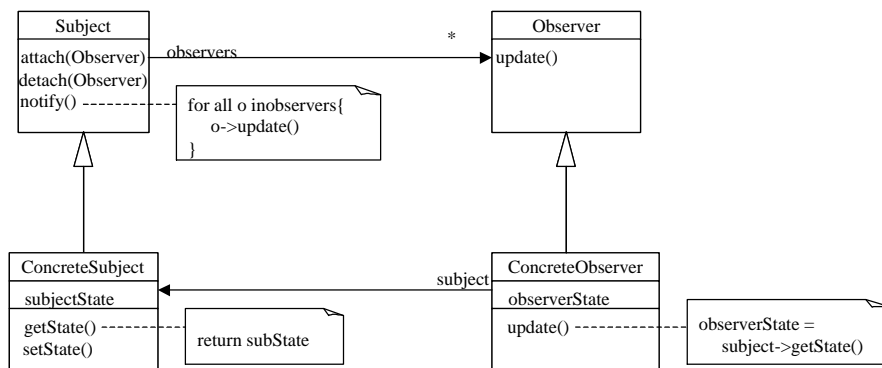 Subject
attach(Observer)
detach(Observer)
notify()
observers
*
Observer
update()
for all o inobservers{
o->update()
}
ConcreteSubject
subjectState
getState()
setState()
return subState
subject
ConcreteObserver
observerState
update()
observerState =
subject->getState()